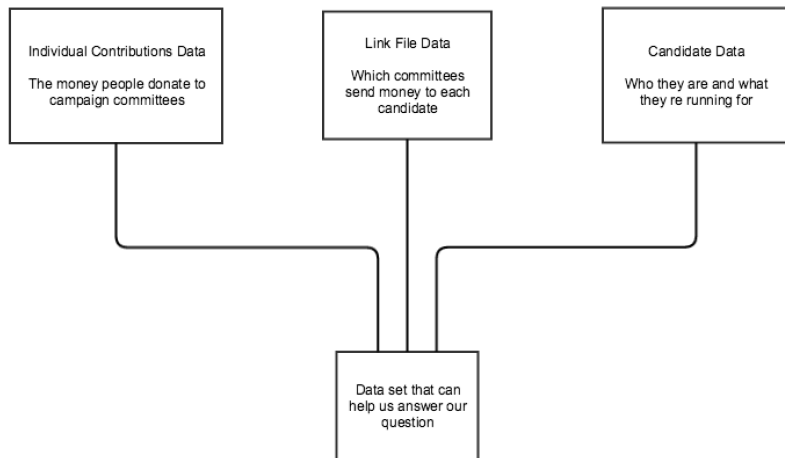 Individual Contributions Data
The money people donate to
campaign committees
Link File Data
Which committees
send money to each
candidate
Candidate Data
Who they are and what
they re running for
Data set that can
help us answer our
question